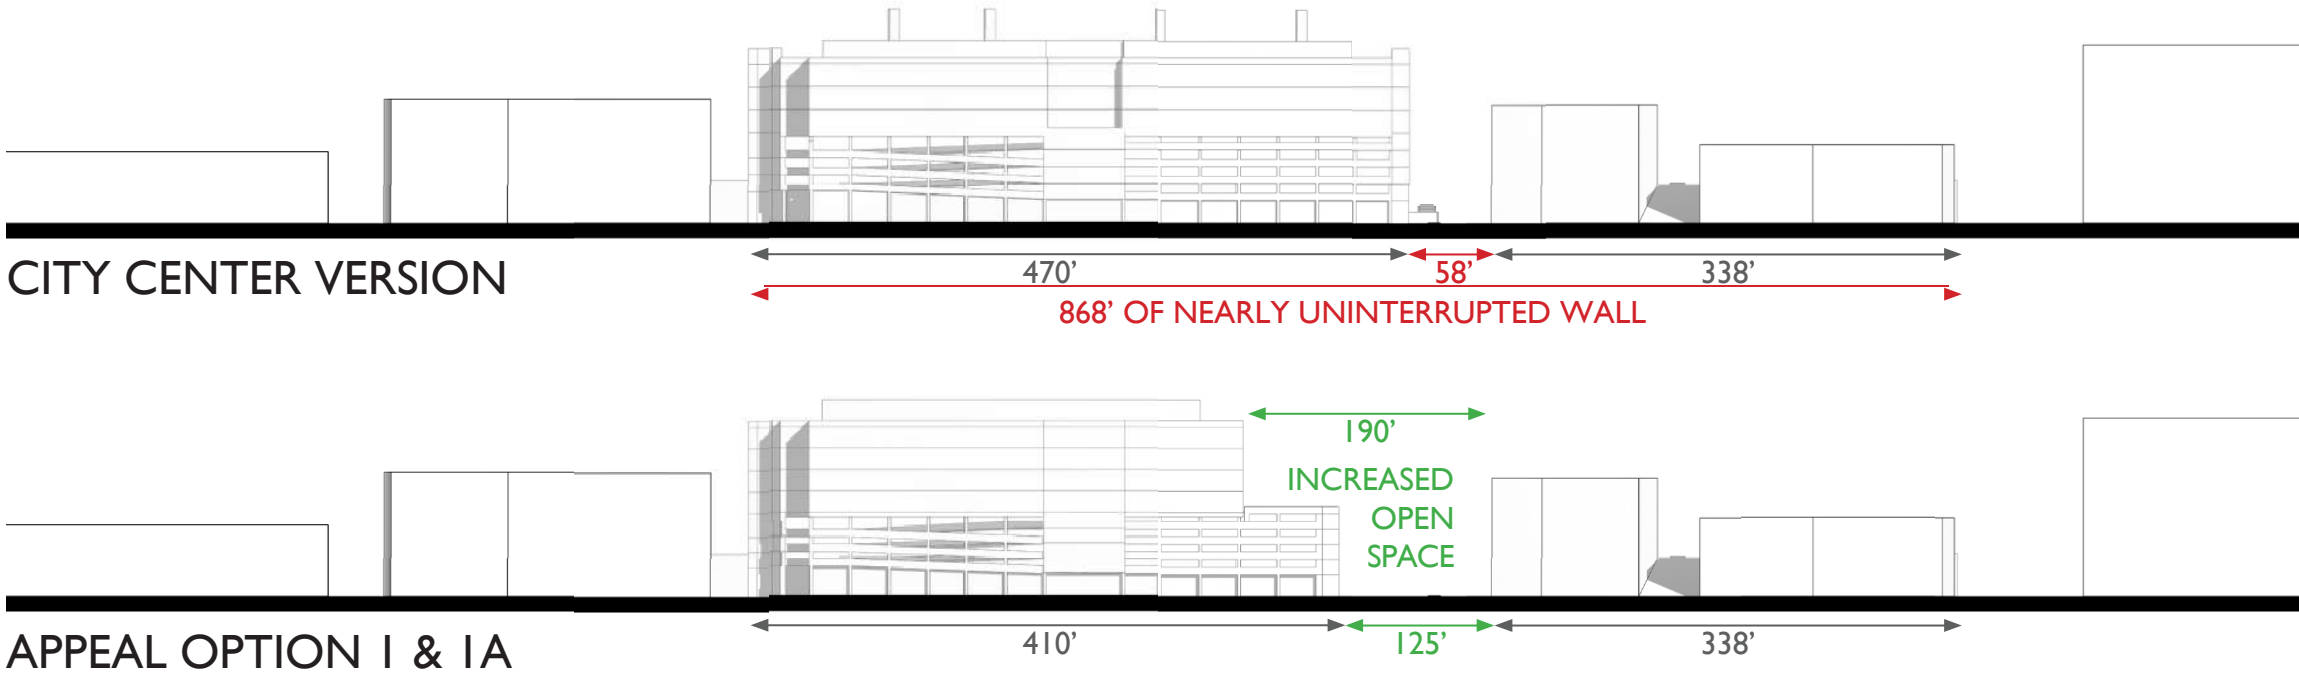 470’ 58’ 338’
CITY CENTER VERSION
868’ OF NEARLY UNINTERRUPTED WALL
190’
INCREASED
OPEN
SPACE
410’ 125’ 338’
APPEAL OPTION 1 & 1A